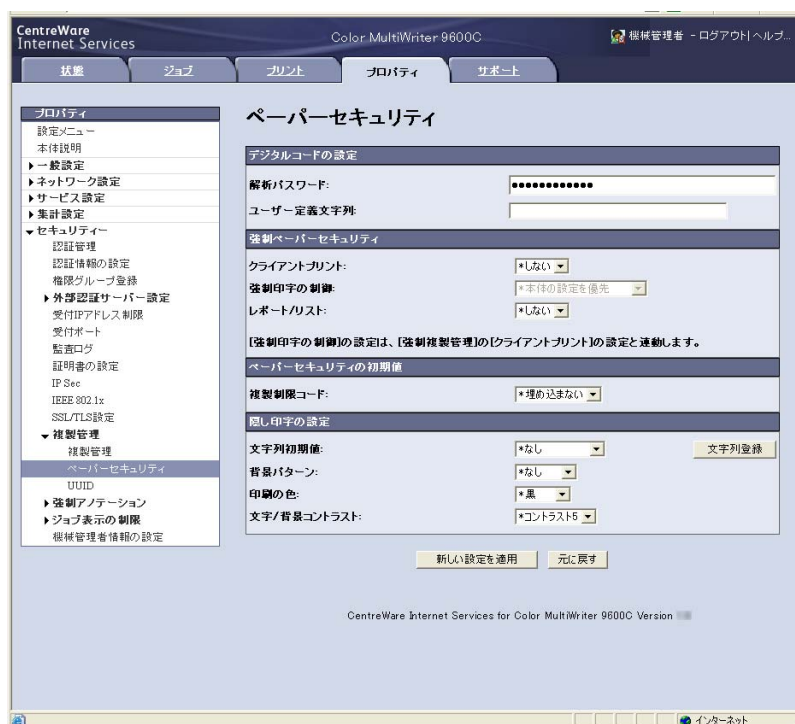 CentreWare
Internet Services
Color MultiWriter 9600C
機械管理者 - ログアウト| ヘルプ...
状態
ジョブ
プリント
プロパティ
サポート
プロパティ
設定メニュー
本体説明
一般設定
ネットワーク設定
サービス設定
集計設定
セキュリティー
認証管理
認証情報の設定
権限グループ登録
外部認証サーバー設定
受付IPアドレス制限
受付ポート
監査ログ
証明書の設定
IP Sec
IEEE 802.1x
SSL/TLS設定
複製管理
複製管理
ペーパーセキュリティ
UUID
強制アノテーション
ジョブ表示の制限
機械管理者情報の設定
ペーパーセキュリティ
デジタルコードの設定
解析パスワード: ●●●●●●●●●●●●
ユーザー定義文字列:
強制ペーパーセキュリティ
クライアントプリント: *しない
強制印字の制御: *本体の設定を優先
レポート/リスト: *しない
[強制印字の制御]の設定は、[強制複製管理]の[クライアントプリント]の設定と連動します。
ペーパーセキュリティの初期値
複製制限コード: *埋め込まない
隠し印字の設定
文字列初期値: *なし 文字列登録
背景パターン: *なし
印刷の色: *黒
文字/背景コントラスト: *コントラスト5
新しい設定を適用 元に戻す
CentreWare Internet Services for Color MultiWriter 9600C Version
インターネット